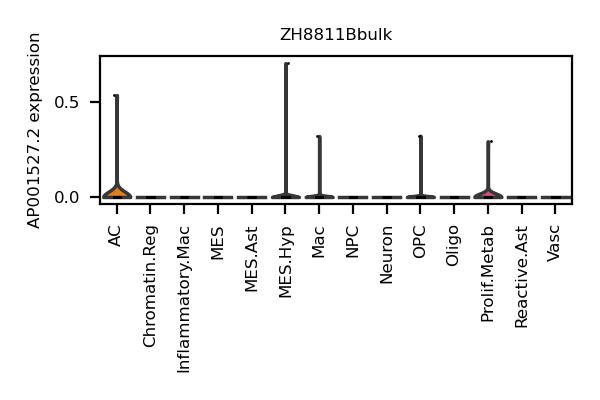 ZH8811Bbulk
AP001527.2 expression
0.5
0.0
AC
Chromatin.Reg
Inflammatory.Mac
MES
MES.Ast
MES.Hyp
Mac
NPC
Neuron
OPC
Oligo
Prolif.Metab
Reactive.Ast
Vasc